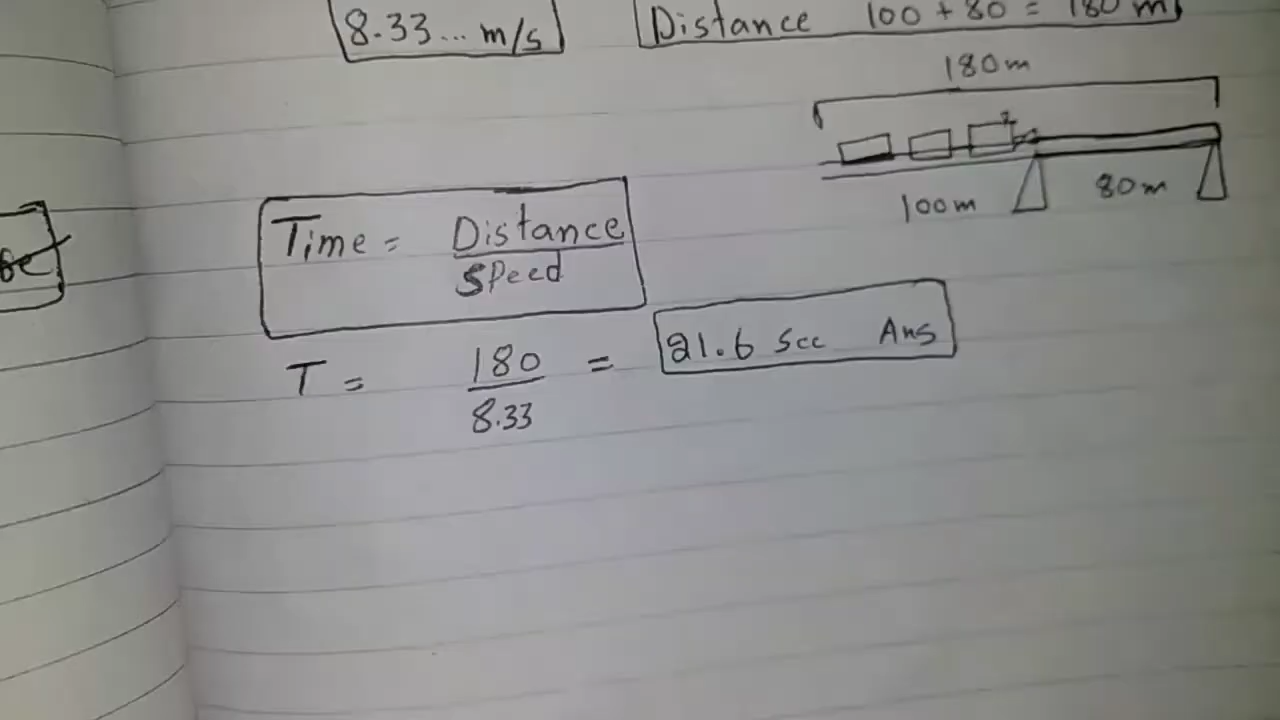 8.33... m/s
Distance 100 + 80 = 180 m
180m
100m
80m
Time = Distance
Speed
T = 180 = 21.6 Sec Ans
8.33